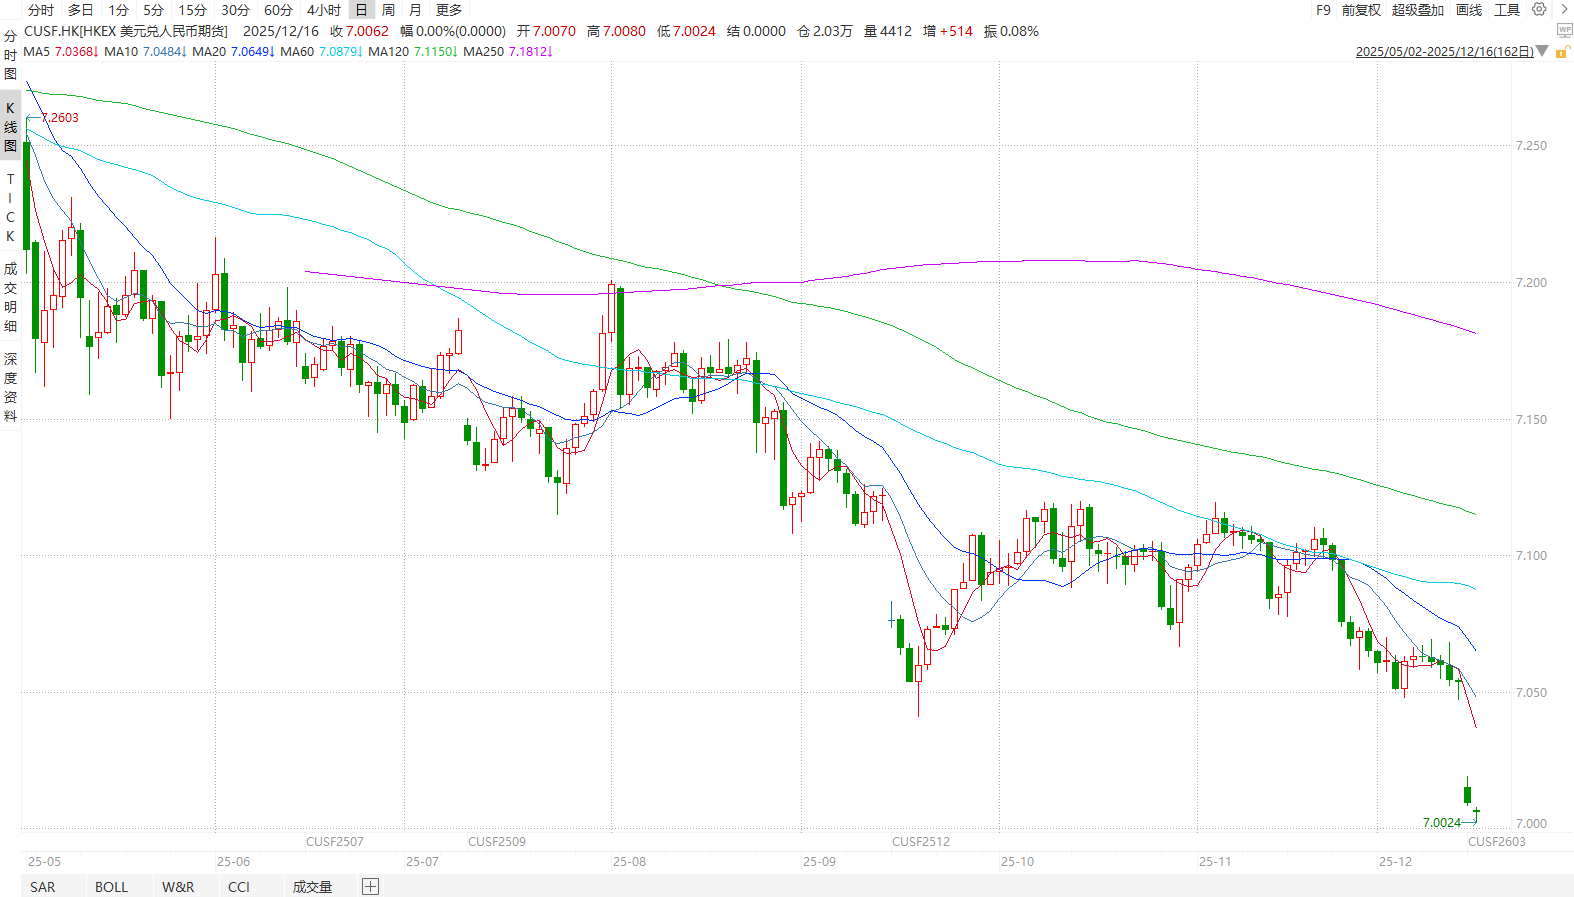 分时 多日 1分 5分 15分 30分 60分 4小时 日 周 月 更多 F9 前复权 超级叠加 画线 工具
CUSF.HK[HKEX 美元兑人民币期货] 2025/12/16 收 7.0062 幅 0.00%(0.0000) 开 7.0070 高 7.0080 低 7.0024 结 0.0000 仓 2.03万 量 4412 增 +514 振 0.08%
WP
MA5 7.0368↓ MA10 7.0484↓ MA20 7.0649↓ MA60 7.0879↓ MA120 7.1150↓ MA250 7.1812↓ 2025/05/02-2025/12/16(162日)
分时图
K线图
TICK
成交明细
深度资料
7.2603
7.250
7.200
7.150
7.100
7.050
7.0024
7.000
CUSF2507 CUSF2509 CUSF2512 CUSF2603
25-05 25-06 25-07 25-08 25-09 25-10 25-11 25-12
SAR BOLL W&R CCI 成交量